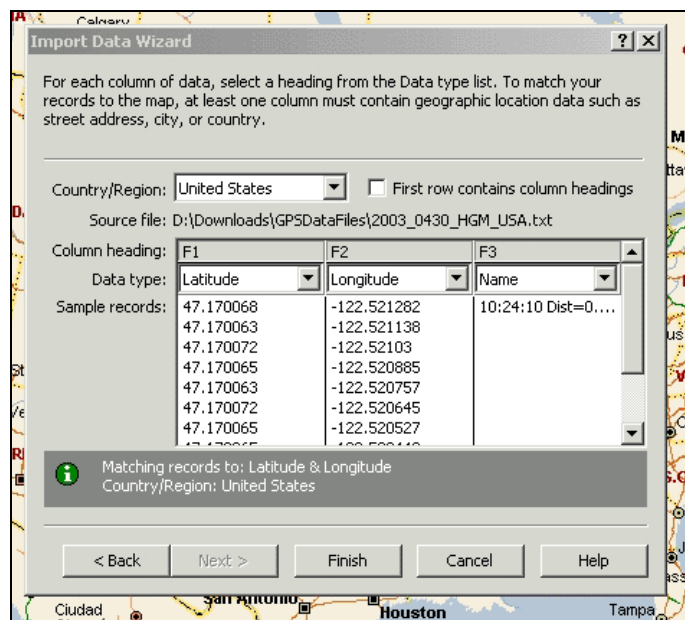 Calgary
Import Data Wizard
For each column of data, select a heading from the Data type list. To match your
records to the map, at least one column must contain geographic location data such as
street address, city, or country.
Country/Region: United States First row contains column headings
Source file: D:\Downloads\GPSDataFiles\2003_0430_HGM_USA.txt
Column heading: F1 F2 F3
Data type: Latitude Longitude Name
Sample records: 47.170068 -122.521282 10:24:10 Dist=0....
47.170063 -122.521138
47.170072 -122.52103
47.170065 -122.520885
47.170063 -122.520757
47.170072 -122.520645
47.170065 -122.520527
Matching records to: Latitude & Longitude
Country/Region: United States
< Back Next > Finish Cancel Help
San Antonio
Ciudad Houston Tampa